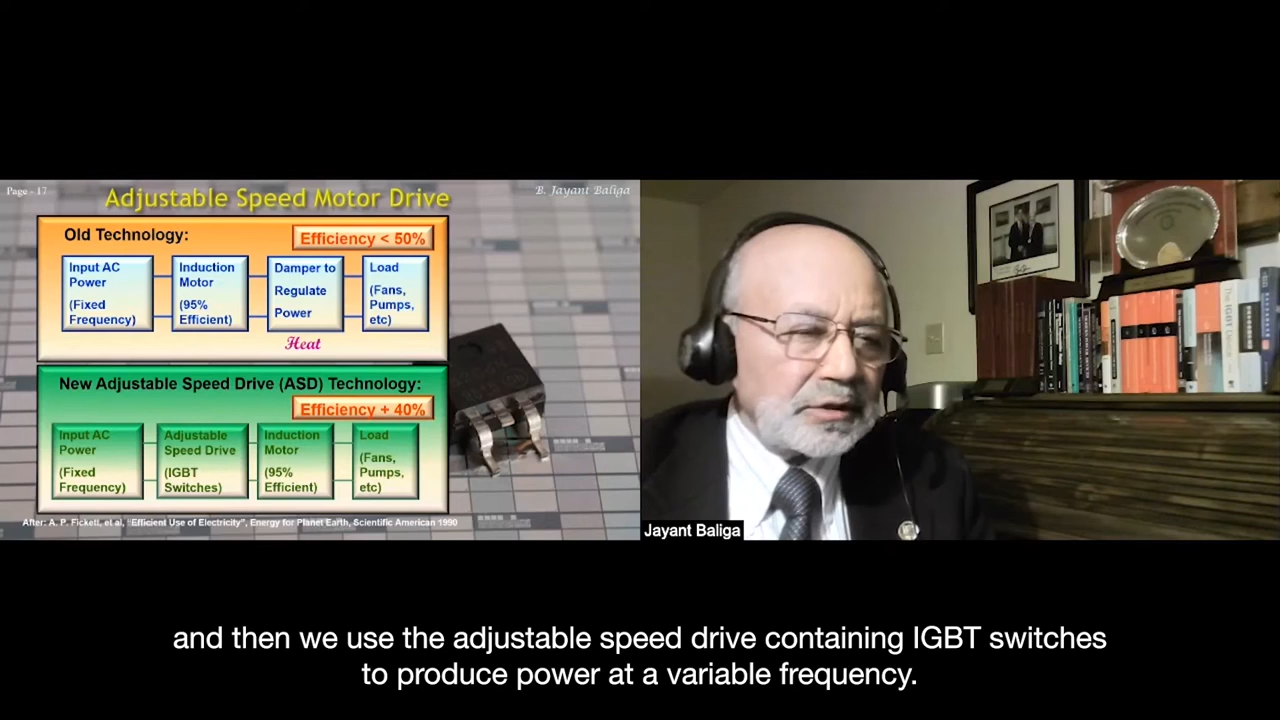 Page - 17
B. Jayant Baliga
Adjustable Speed Motor Drive
Old Technology:
Efficiency < 50%
Input AC
Power
(Fixed
Frequency)
Induction
Motor
(95%
Efficient)
Damper to
Regulate
Power
Load
(Fans,
Pumps,
etc)
Heat
New Adjustable Speed Drive (ASD) Technology:
Efficiency + 40%
Input AC
Power
(Fixed
Frequency)
Adjustable
Speed Drive
(IGBT
Switches)
Induction
Motor
(95%
Efficient)
Load
(Fans,
Pumps,
etc)
After: A. P. Fickett, et al, “Efficient Use of Electricity”, Energy for Planet Earth, Scientific American 1990
Jayant Baliga
and then we use the adjustable speed drive containing IGBT switches
to produce power at a variable frequency.